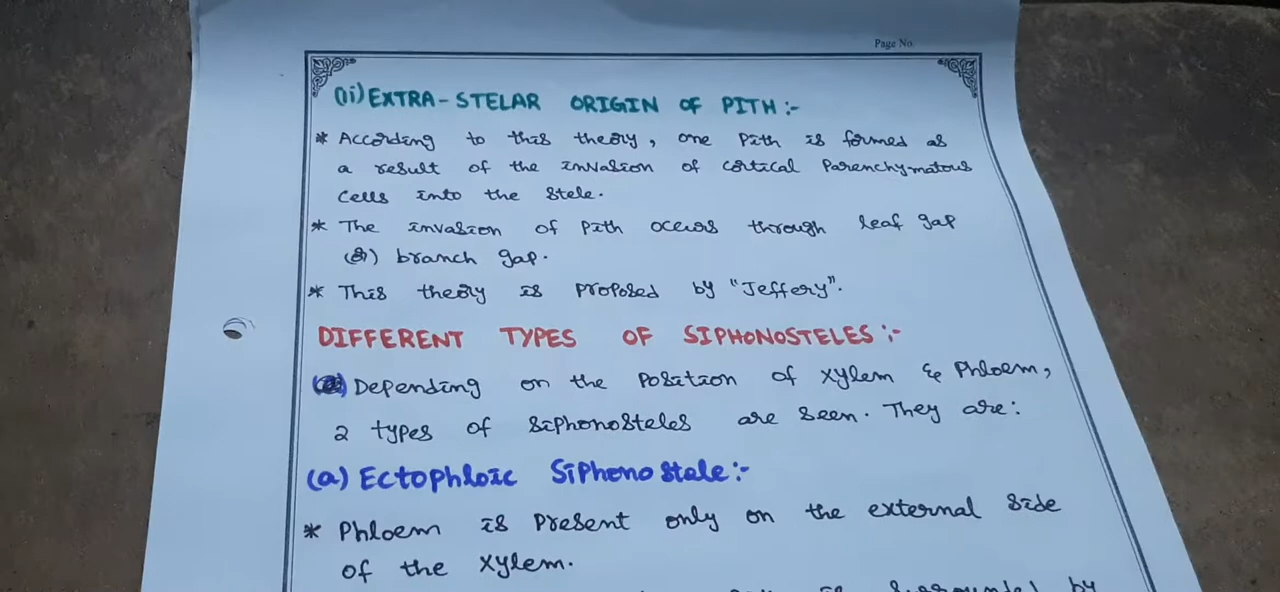 Page No.
(ii) EXTRA-STELAR ORIGIN OF PITH:-
* According to this theory, one Pith is formed as
a result of the invasion of cortical Parenchymatous
cells into the stele.
* The invasion of Pith occurs through leaf gap
(or) branch gap.
* This theory is Proposed by "Jeffery".
DIFFERENT TYPES OF SIPHONOSTELES:-
Depending on the Position of xylem & Phloem,
2 types of siphonosteles are seen. They are:
(a) Ectophloic Siphonostele:-
* Phloem is Present only on the external side
of the xylem.
is surrounded by